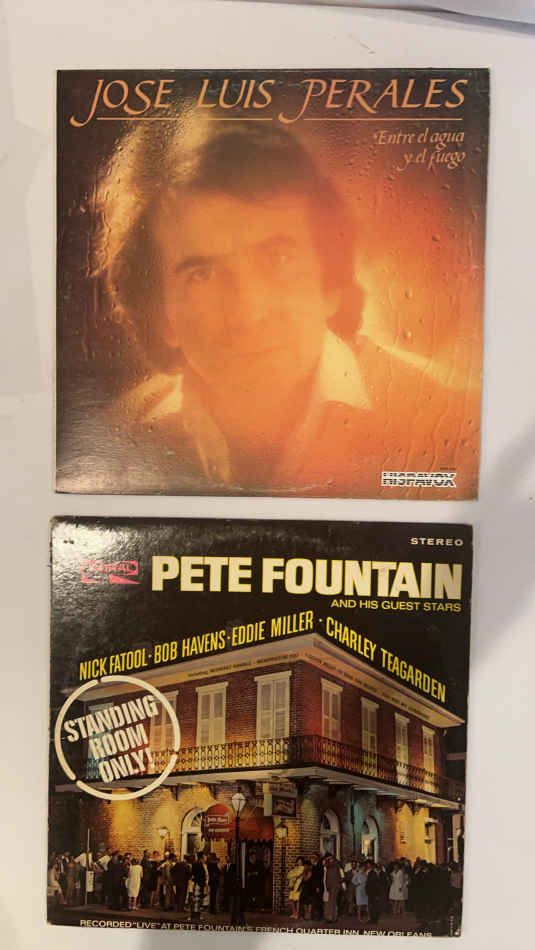 JOSE LUIS PERALES
Entre el agua
y el fuego
HISPAVOX
STEREO
CORAL
PETE FOUNTAIN
AND HIS GUEST STARS
NICK FATOOL · BOB HAVENS · EDDIE MILLER · CHARLEY TEAGARDEN
STANDING
ROOM
ONLY!
RECORDED "LIVE" AT PETE FOUNTAIN'S FRENCH QUARTER INN, NEW ORLEANS